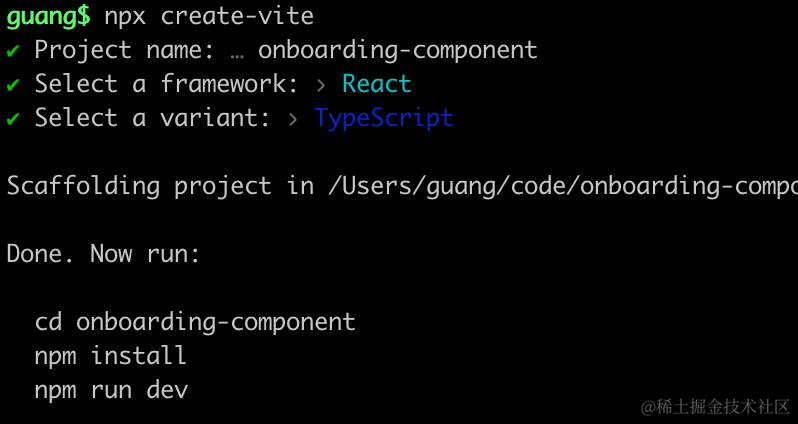 guang$ npx create-vite
✔ Project name: … onboarding-component
✔ Select a framework: › React
✔ Select a variant: › TypeScript
Scaffolding project in /Users/guang/code/onboarding-compo
Done. Now run:
cd onboarding-component
npm install
npm run dev
@稀土掘金技术社区